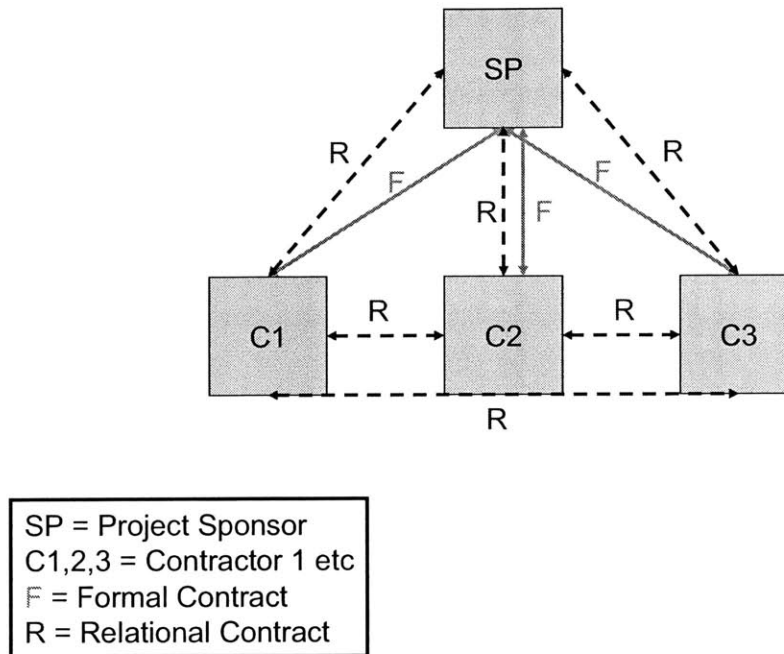 SP
R
R
F
F
R
F
C1
R
C2
R
C3
R
SP = Project Sponsor
C1,2,3 = Contractor 1 etc
F = Formal Contract
R = Relational Contract